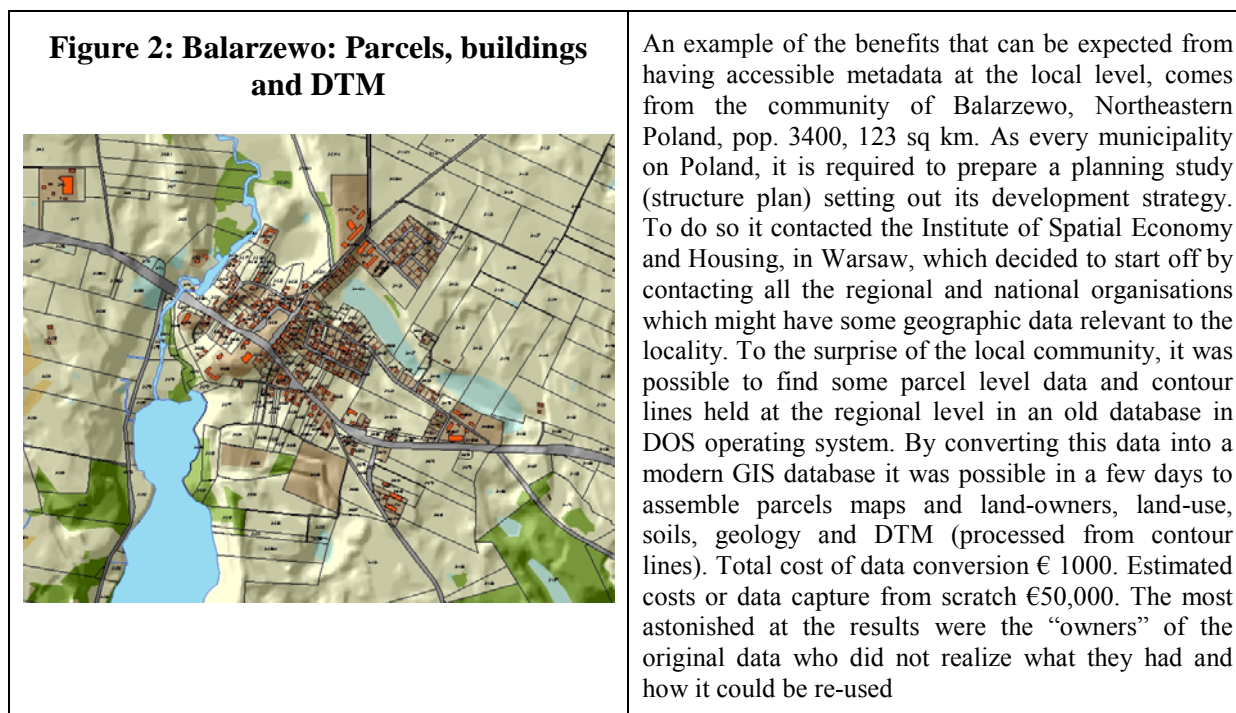 Figure 2: Balarzewo: Parcels, buildings
and DTM
An example of the benefits that can be expected from
having accessible metadata at the local level, comes
from the community of Balarzewo, Northeastern
Poland, pop. 3400, 123 sq km. As every municipality
on Poland, it is required to prepare a planning study
(structure plan) setting out its development strategy.
To do so it contacted the Institute of Spatial Economy
and Housing, in Warsaw, which decided to start off by
contacting all the regional and national organisations
which might have some geographic data relevant to the
locality. To the surprise of the local community, it was
possible to find some parcel level data and contour
lines held at the regional level in an old database in
DOS operating system. By converting this data into a
modern GIS database it was possible in a few days to
assemble parcels maps and land-owners, land-use,
soils, geology and DTM (processed from contour
lines). Total cost of data conversion € 1000. Estimated
costs or data capture from scratch €50,000. The most
astonished at the results were the “owners” of the
original data who did not realize what they had and
how it could be re-used